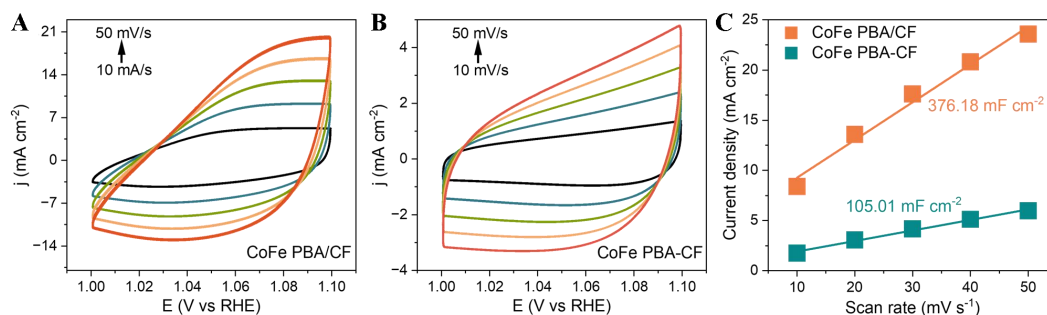 A
50 mV/s
10 mA/s
j (mA cm⁻²)
21
14
7
0
−7
−14
CoFe PBA/CF
1.00 1.02 1.04 1.06 1.08 1.10
E (V vs RHE)
B
50 mV/s
10 mV/s
j (mA cm⁻²)
4
2
0
−2
−4
CoFe PBA-CF
1.00 1.02 1.04 1.06 1.08 1.10
E (V vs RHE)
C
CoFe PBA/CF
CoFe PBA-CF
Current density (mA cm⁻²)
25
20
15
10
5
0
376.18 mF cm⁻²
105.01 mF cm⁻²
10 20 30 40 50
Scan rate (mV s⁻¹)